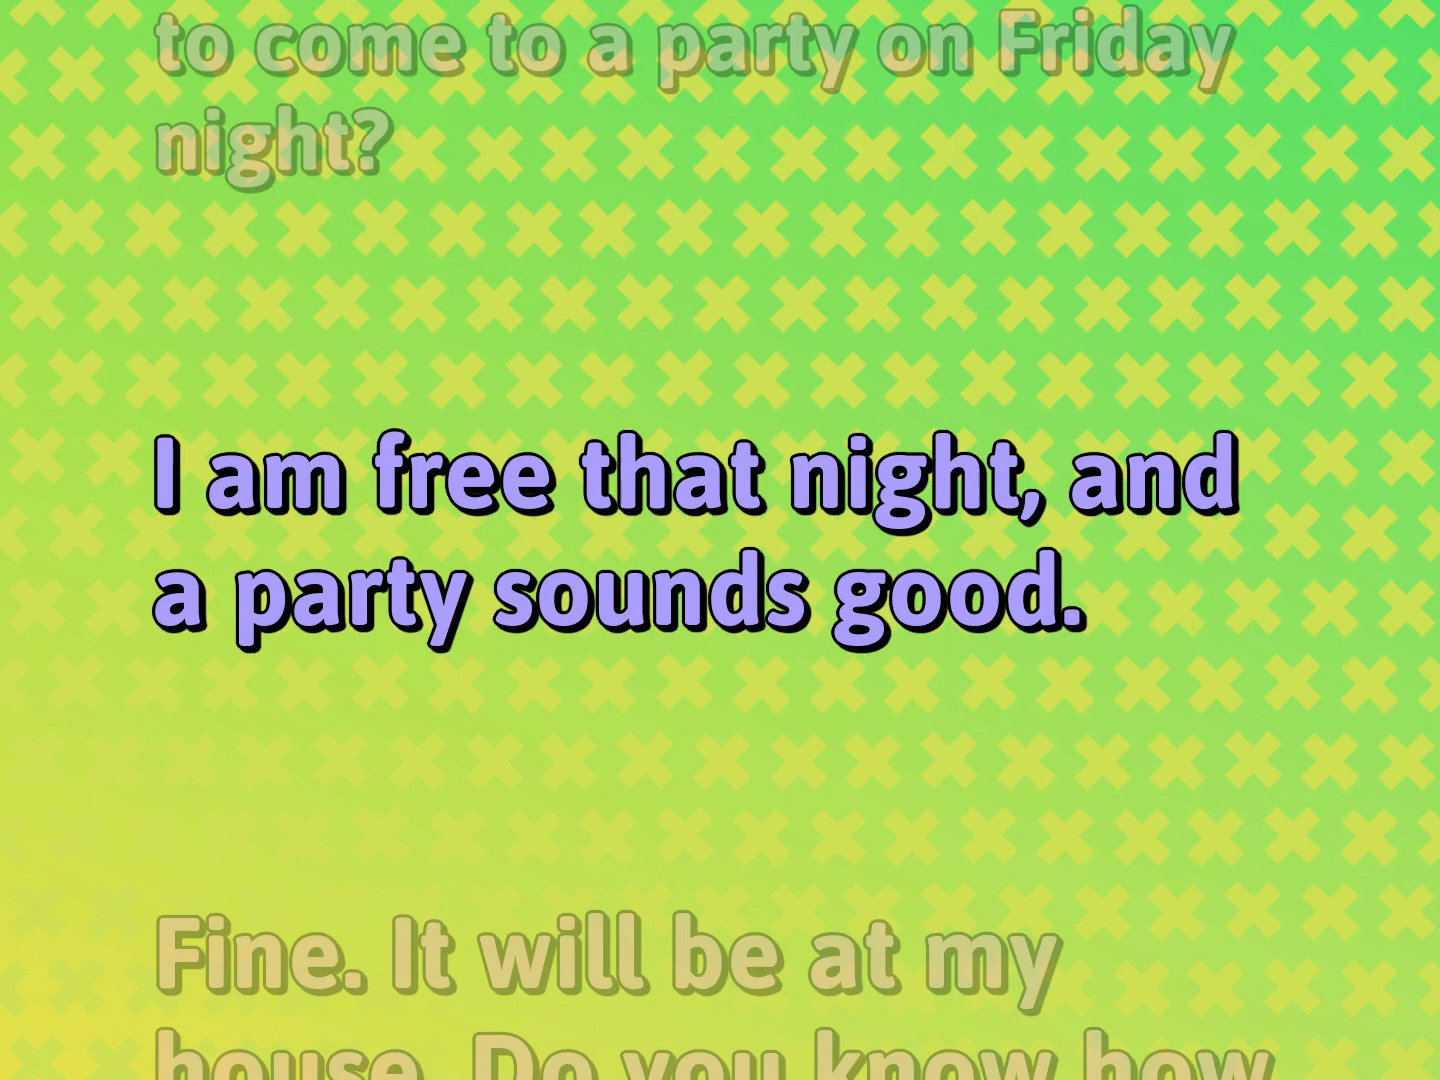 to come to a party on Friday
night?
I am free that night, and
a party sounds good.
Fine. It will be at my
house. Do you know how